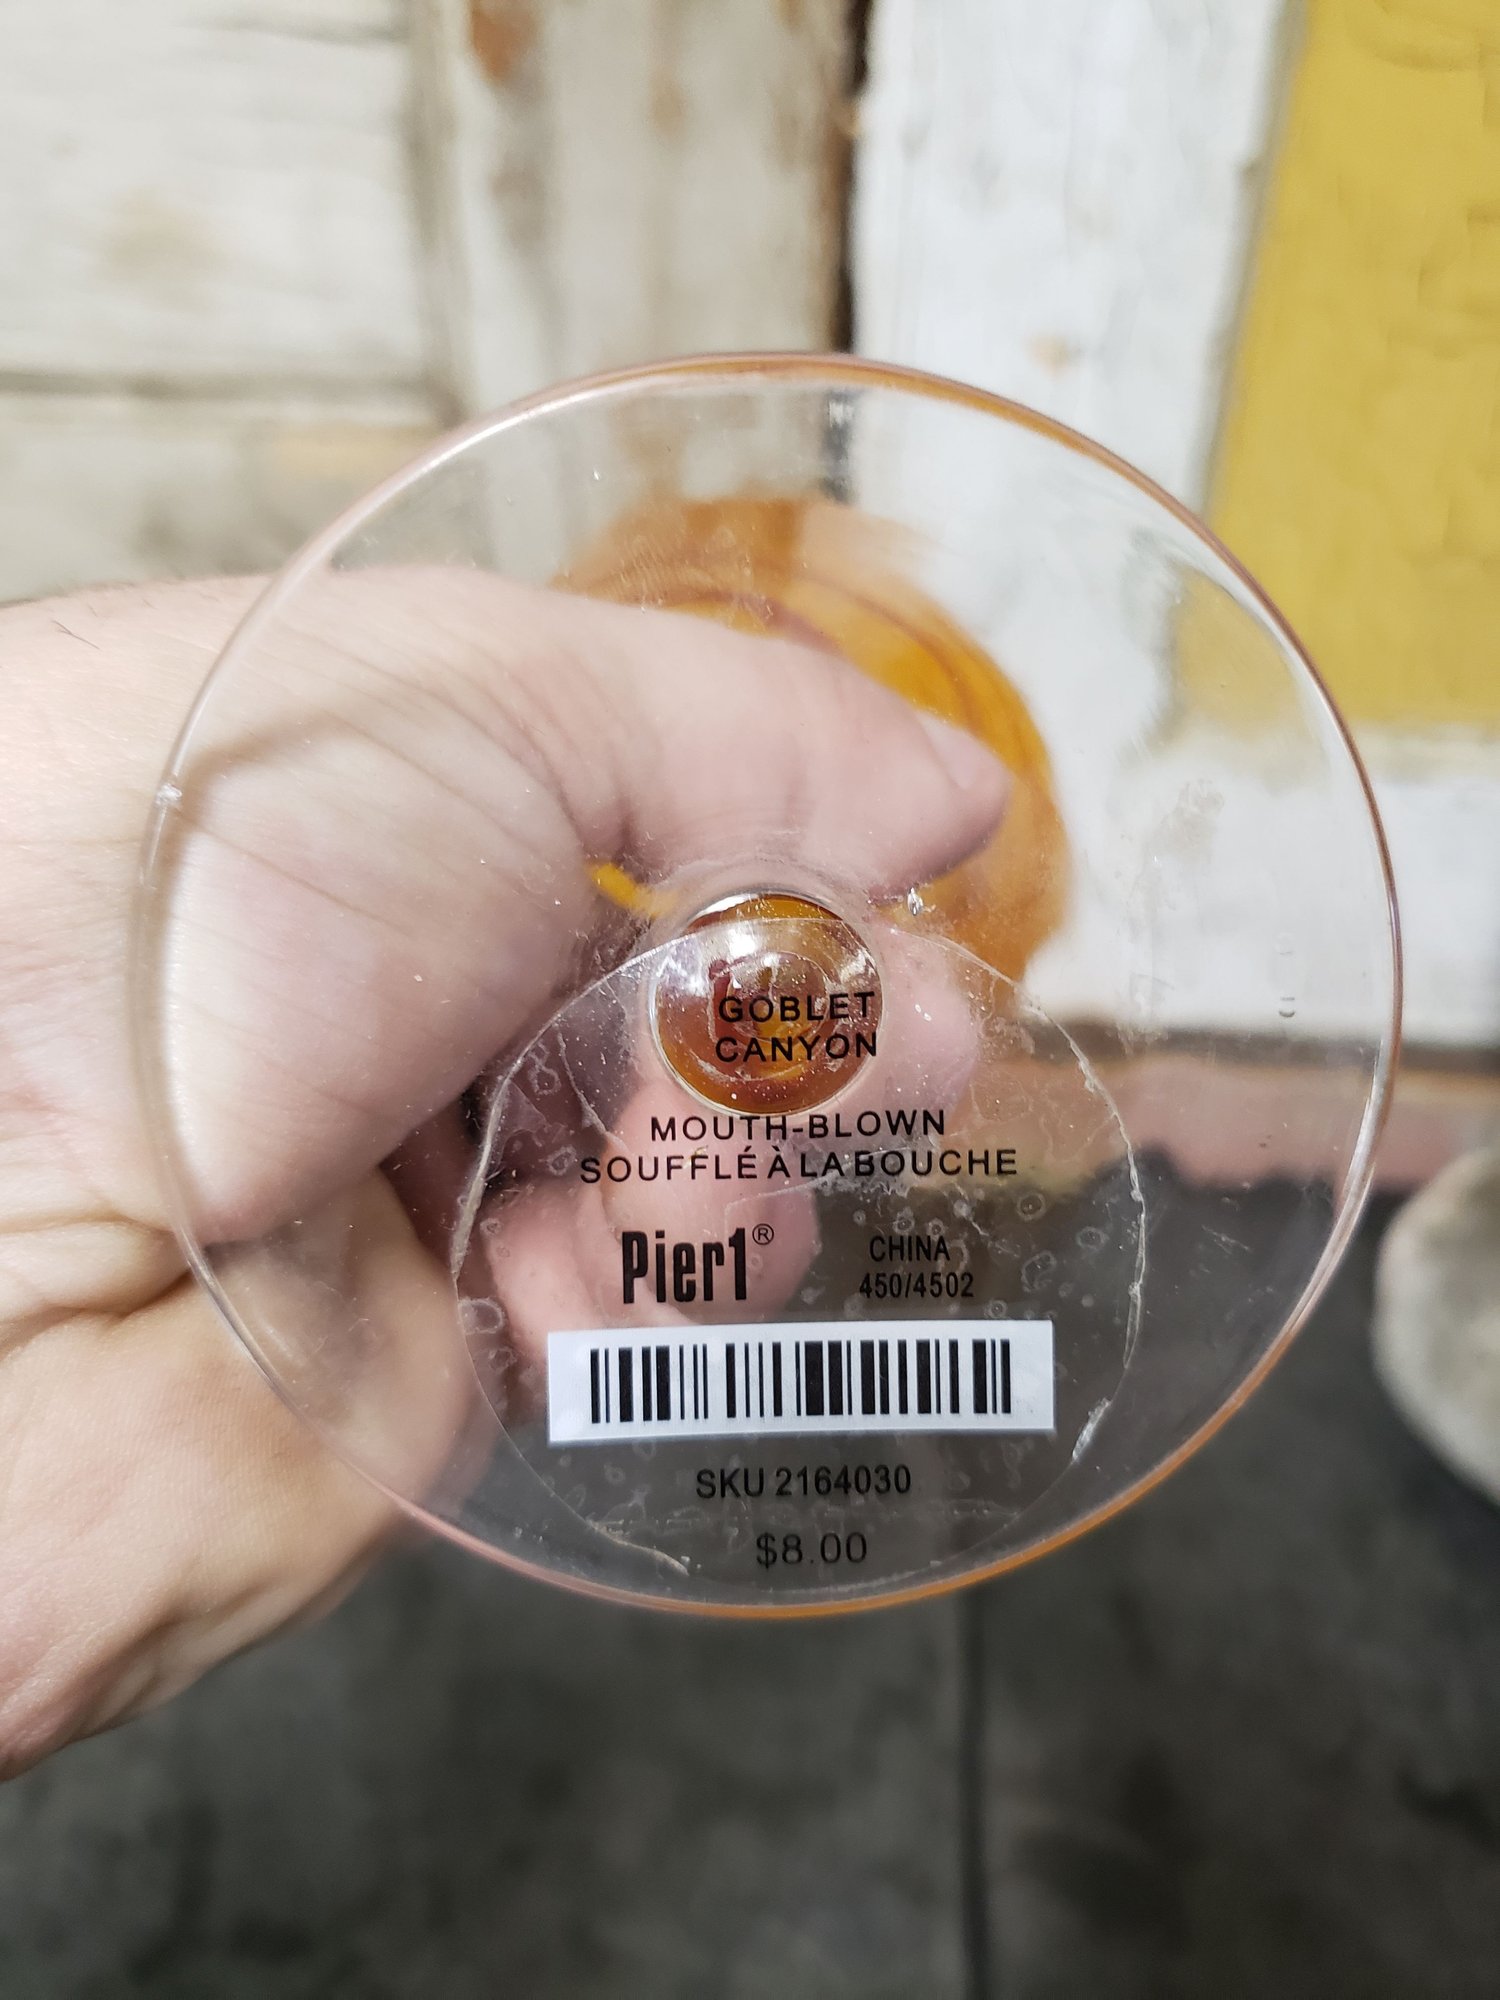 GOBLET
CANYON
MOUTH-BLOWN
SOUFFLÉ À LA BOUCHE
Pier1® CHINA
450/4502
SKU 2164030
$8.00